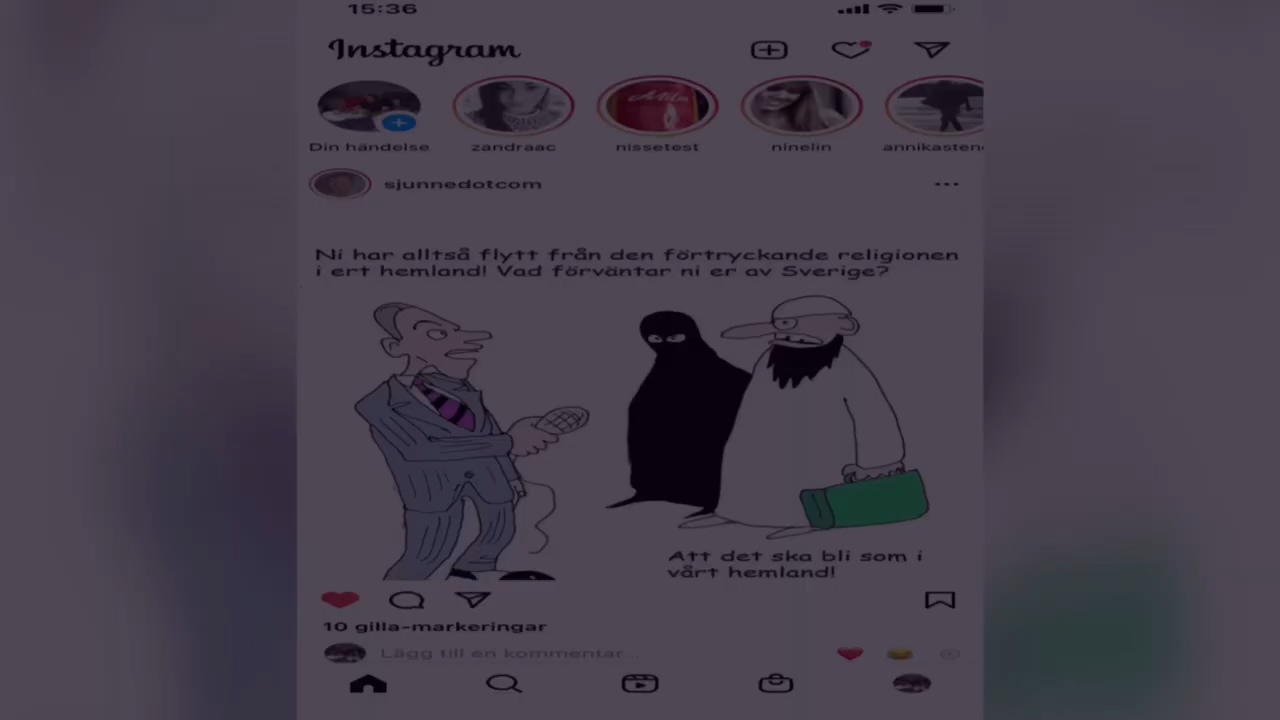 15:36
Instagram
Din händelse zandraac nissetest ninelin annikasten
sjunnedotcom
Ni har alltså flytt från den förtryckande religionen
i ert hemland! Vad förväntar ni er av Sverige?
Att det ska bli som i
vårt hemland!
10 gilla-markeringar
Lägg till en kommentar...